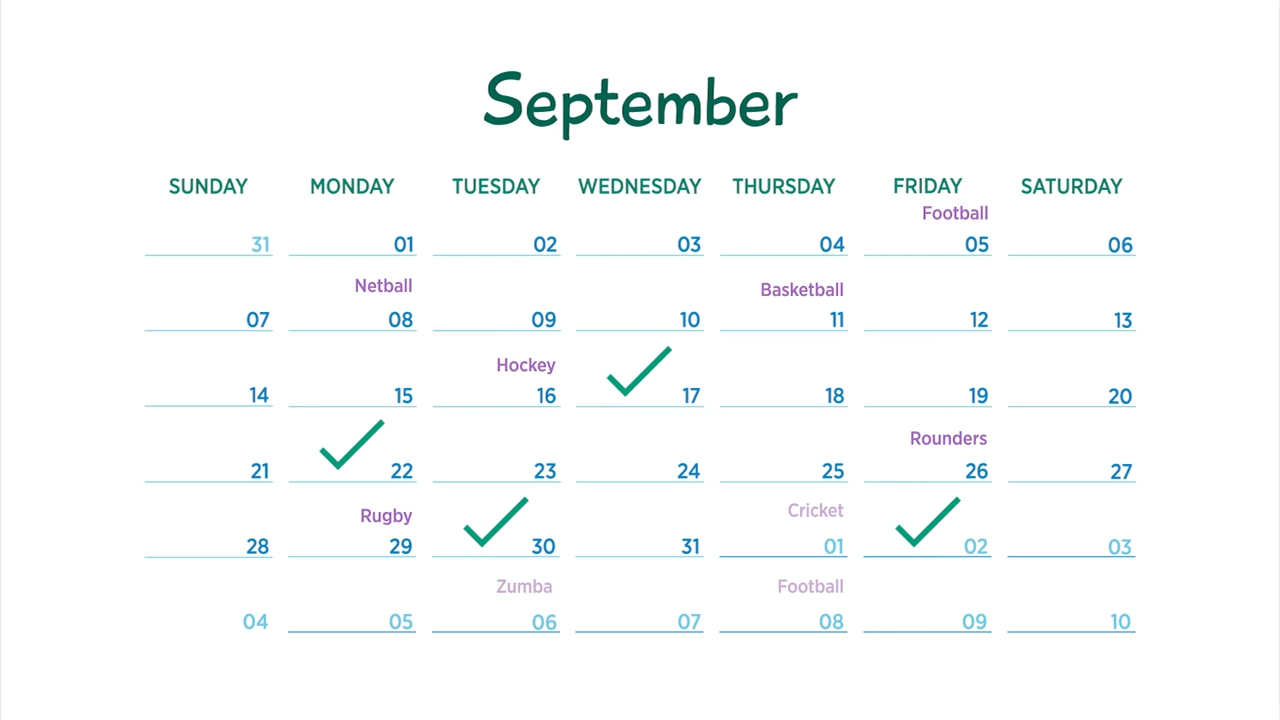 September
SUNDAY MONDAY TUESDAY WEDNESDAY THURSDAY FRIDAY SATURDAY
Football
31 01 02 03 04 05 06
Netball Basketball
07 08 09 10 11 12 13
Hockey
14 15 16 17 18 19 20
Rounders
21 22 23 24 25 26 27
Rugby Cricket
28 29 30 31 01 02 03
Zumba Football
04 05 06 07 08 09 10